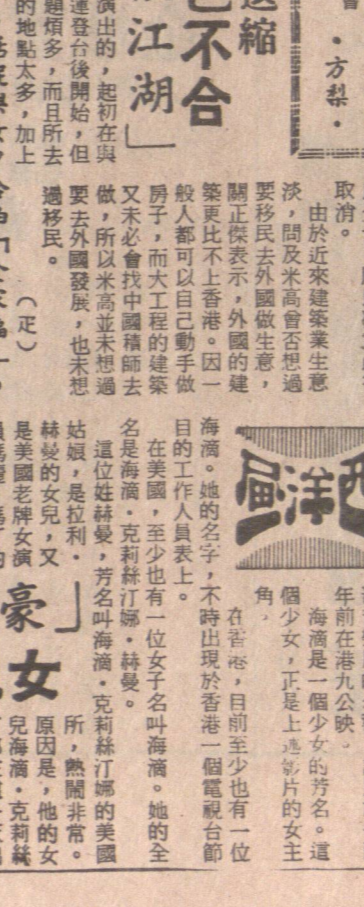 ·方梨·
縮
不合
江湖」
演出的，起初在與
連登台後開始，但
題煩多，而且所去
的地點太多，加上
取消。
由於近來建築業生意
淡，問及米高曾否想過
要移民去外國做生意，
關正傑表示，外國的建
築更比不上香港。因一
般人都可以自己動手做
房子，而大工程的建築
又未必會找中國積師去
做，所以米高並未想過
要去外國發展，也未想
過移民。
（疋）
西洋
年前在港九公映。
海滴是一個少女的芳名。這
個少女，正是上述影片的女主
角。
在香港，目前至少也有一位
海滴。她的名字，不時出現於香港一個電視台節
目的工作人員表上。
在美國，至少也有一位女子名叫海滴。她的全
名是海滴·克莉絲汀娜·赫曼。
這位姓赫曼，芳名叫海滴·克莉絲汀娜的美國
姑娘，是拉利·
赫曼的女兒，又
是美國老牌女演
」
豪
女
所，熱鬧非常。
原因是，他的女
兒海滴·克莉絲